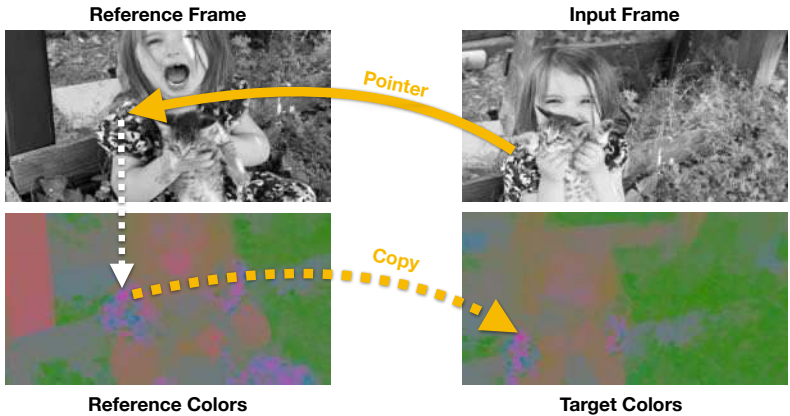 Reference Frame
Input Frame
Pointer
Copy
Reference Colors
Target Colors